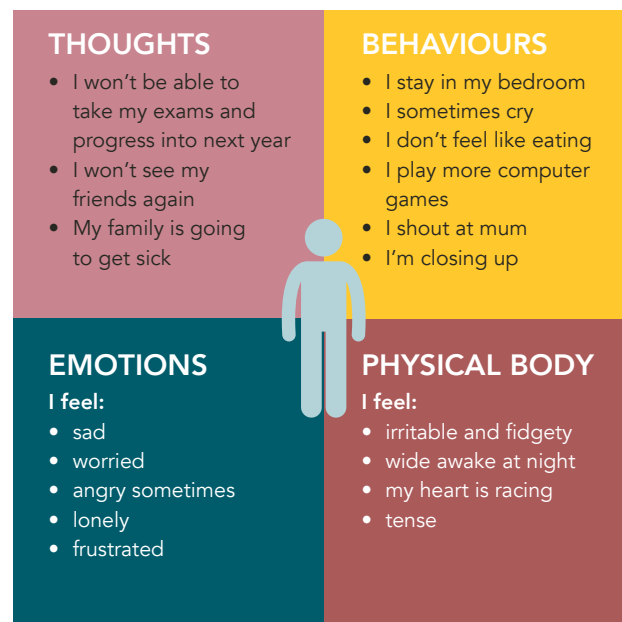 THOUGHTS
• I won’t be able to
take my exams and
progress into next year
• I won’t see my
friends again
• My family is going
to get sick
BEHAVIOURS
• I stay in my bedroom
• I sometimes cry
• I don’t feel like eating
• I play more computer
games
• I shout at mum
• I’m closing up
EMOTIONS
I feel:
• sad
• worried
• angry sometimes
• lonely
• frustrated
PHYSICAL BODY
I feel:
• irritable and fidgety
• wide awake at night
• my heart is racing
• tense